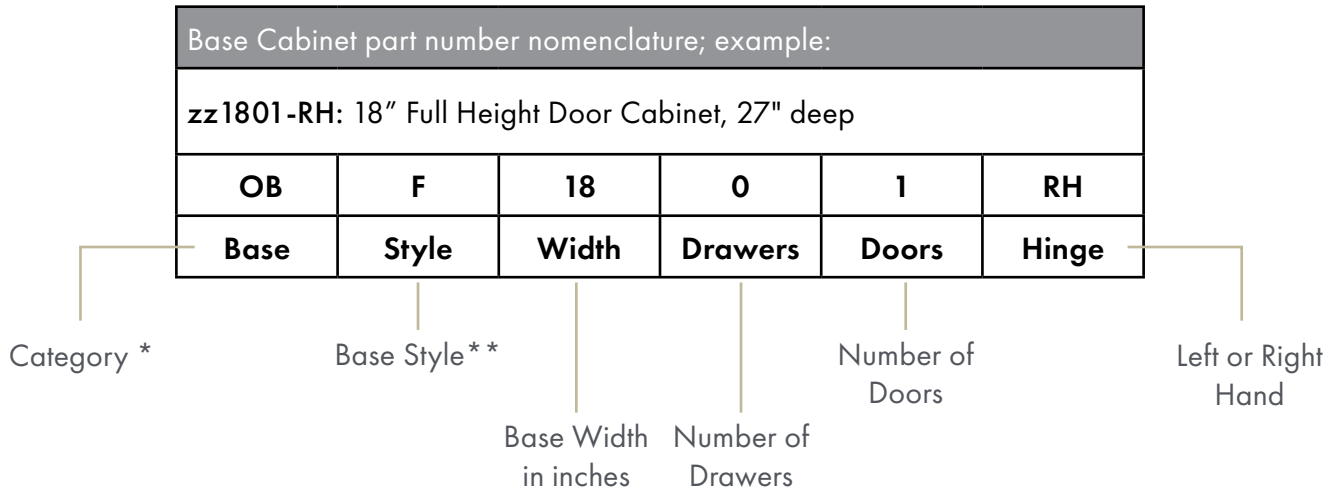 Base Cabinet part number nomenclature; example:
zz1801-RH: 18” Full Height Door Cabinet, 27" deep
OB F 18 0 1 RH
Base Style Width Drawers Doors Hinge
Category *
Base Style**
Number of
Doors
Left or Right
Hand
Base Width
in inches
Number of
Drawers